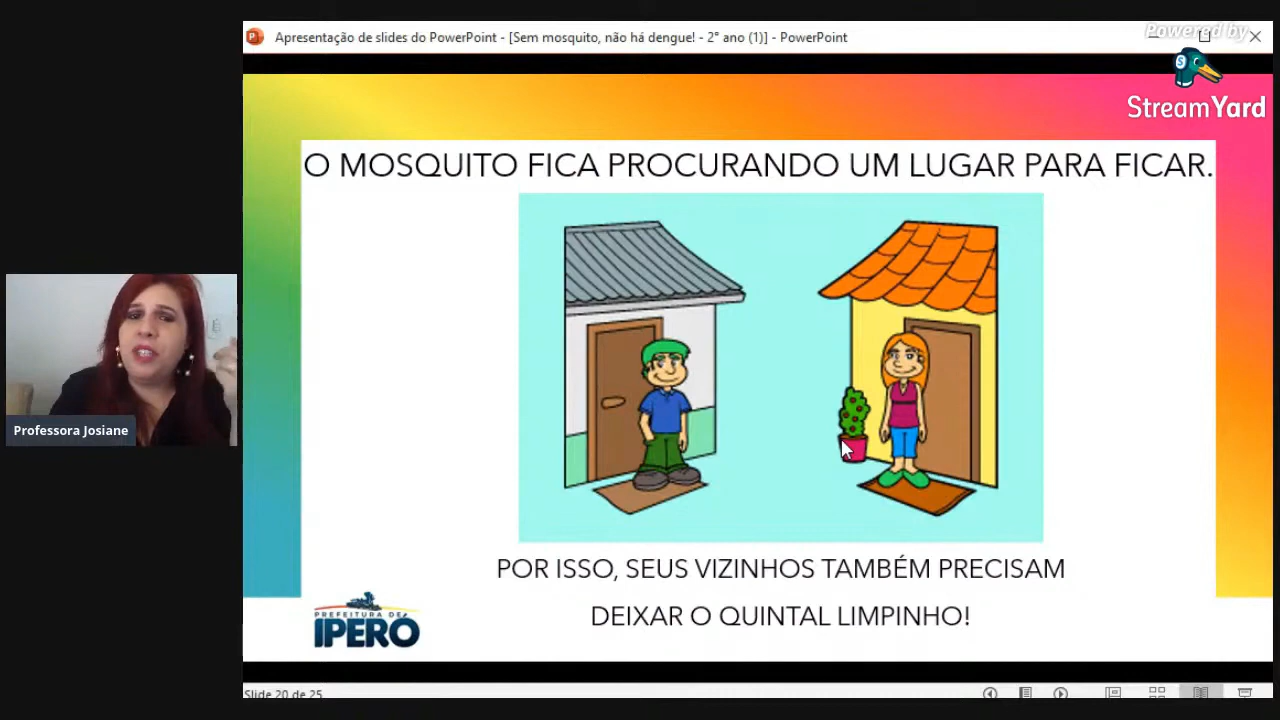 Apresentação de slides do PowerPoint - [Sem mosquito, não há dengue! - 2° ano (1)] - PowerPoint
Powered by
StreamYard
O MOSQUITO FICA PROCURANDO UM LUGAR PARA FICAR.
Professora Josiane
POR ISSO, SEUS VIZINHOS TAMBÉM PRECISAM
DEIXAR O QUINTAL LIMPINHO!
PREFEITURA DE
IPERÓ
Slide 20 de 25